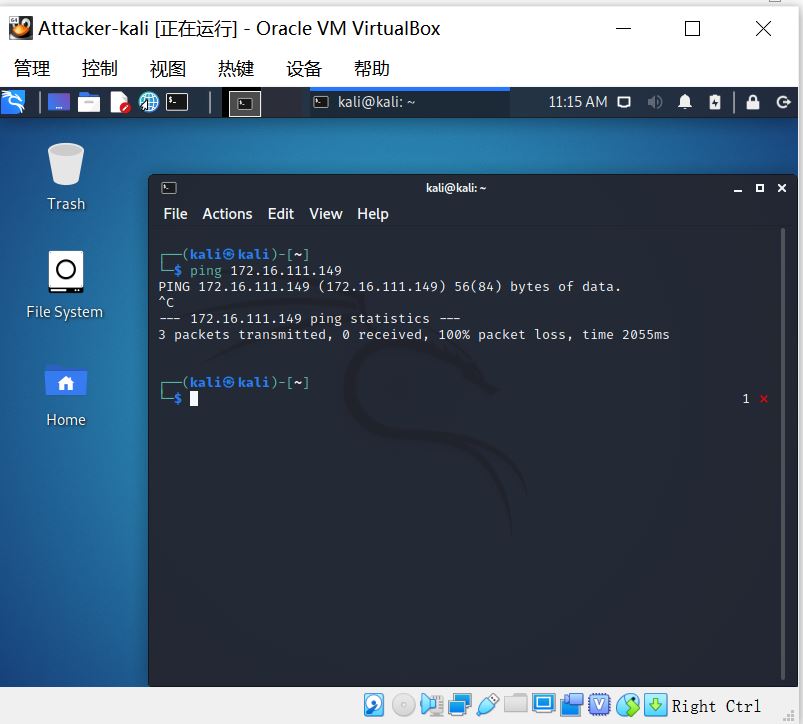 Attacker-kali [正在运行] - Oracle VM VirtualBox
管理 控制 视图 热键 设备 帮助
kali@kali: ~ 11:15 AM
Trash
File System
Home
kali@kali: ~
File Actions Edit View Help
┌──(kali㉿kali)-[~]
└─$ ping 172.16.111.149
PING 172.16.111.149 (172.16.111.149) 56(84) bytes of data.
^C
--- 172.16.111.149 ping statistics ---
3 packets transmitted, 0 received, 100% packet loss, time 2055ms
┌──(kali㉿kali)-[~]
└─$ 1 ⨯
Right Ctrl